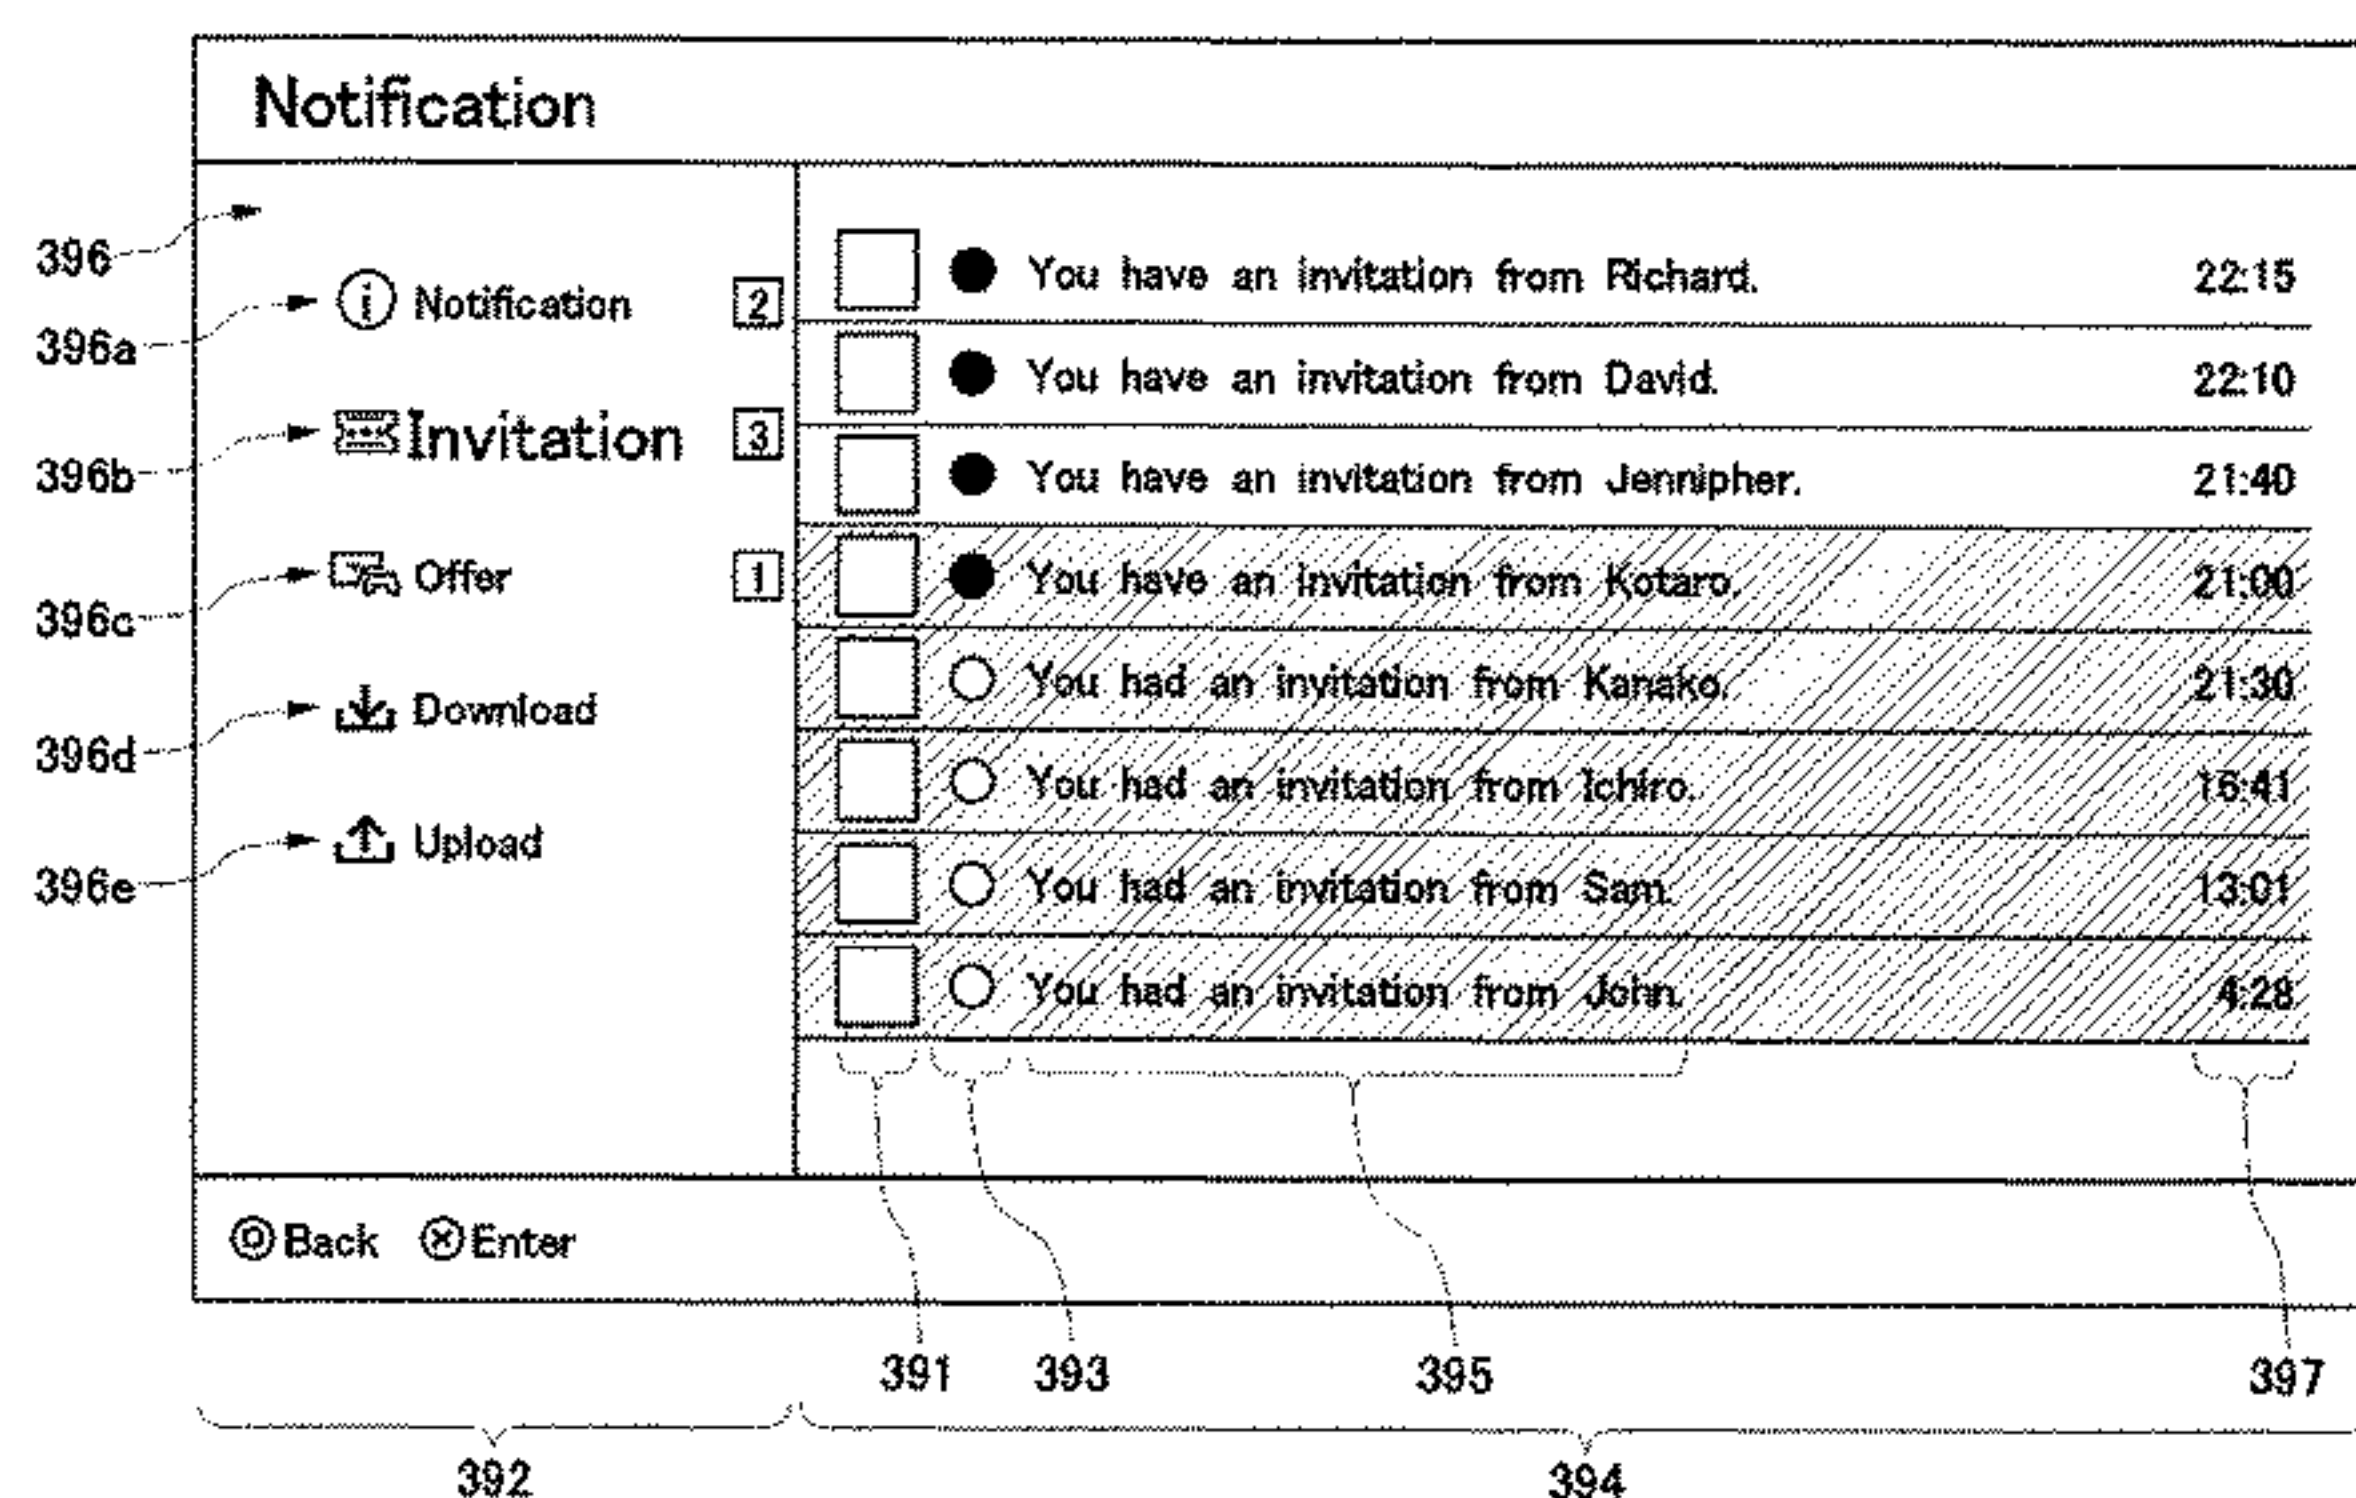 Notification
396
396a
396b
396c
396d
396e
Notification 2
Invitation 3
Offer 1
Download
Upload
You have an invitation from Richard. 22:15
You have an invitation from David. 22:10
You have an invitation from Jennipher. 21:40
You have an invitation from Kotaro. 21:00
You had an invitation from Kanako. 21:30
You had an invitation from Ichiro. 16:41
You had an invitation from Sam. 13:01
You had an invitation from John. 4:28
Back Enter
391 393 395 397
392 394